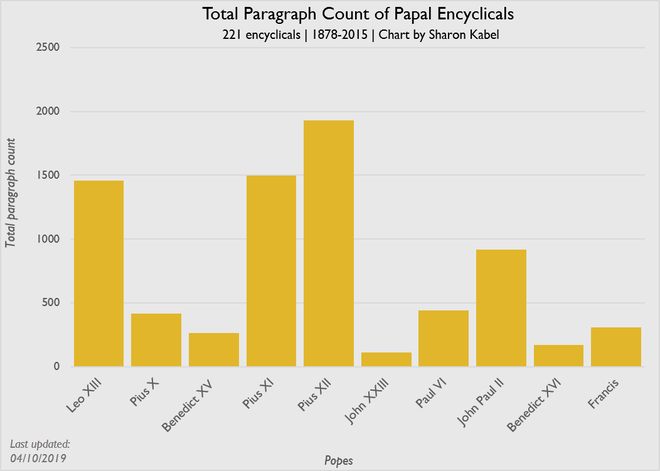 Total Paragraph Count of Papal Encyclicals
221 encyclicals | 1878-2015 | Chart by Sharon Kabel
2500
2000
1500
1000
500
0
Total paragraph count
Leo XIII
Pius X
Benedict XV
Pius XI
Pius XII
John XXIII
Paul VI
John Paul II
Benedict XVI
Francis
Popes
Last updated:
04/10/2019